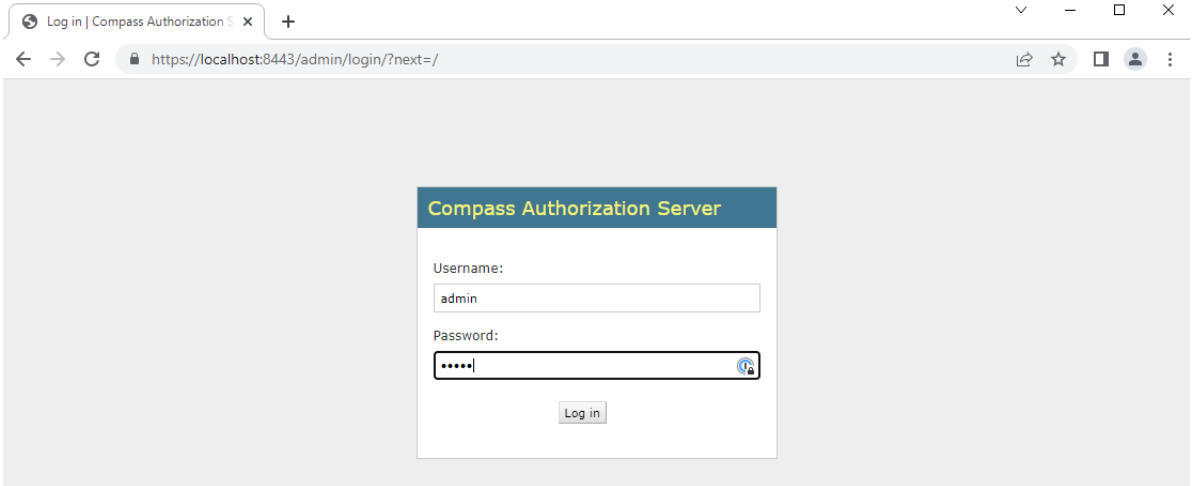 Log in | Compass Authorization S
https://localhost:8443/admin/login/?next=/
Compass Authorization Server
Username:
admin
Password:
•••••
Log in